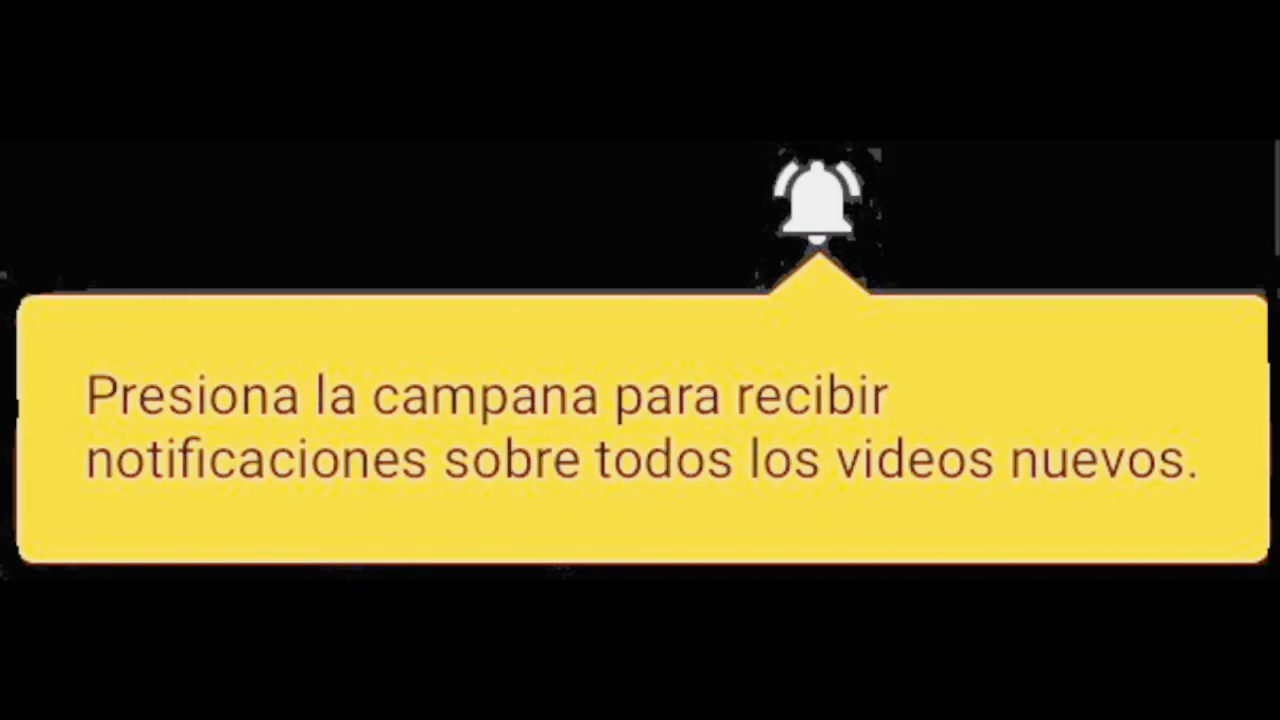 Presiona la campana para recibir
notificaciones sobre todos los videos nuevos.